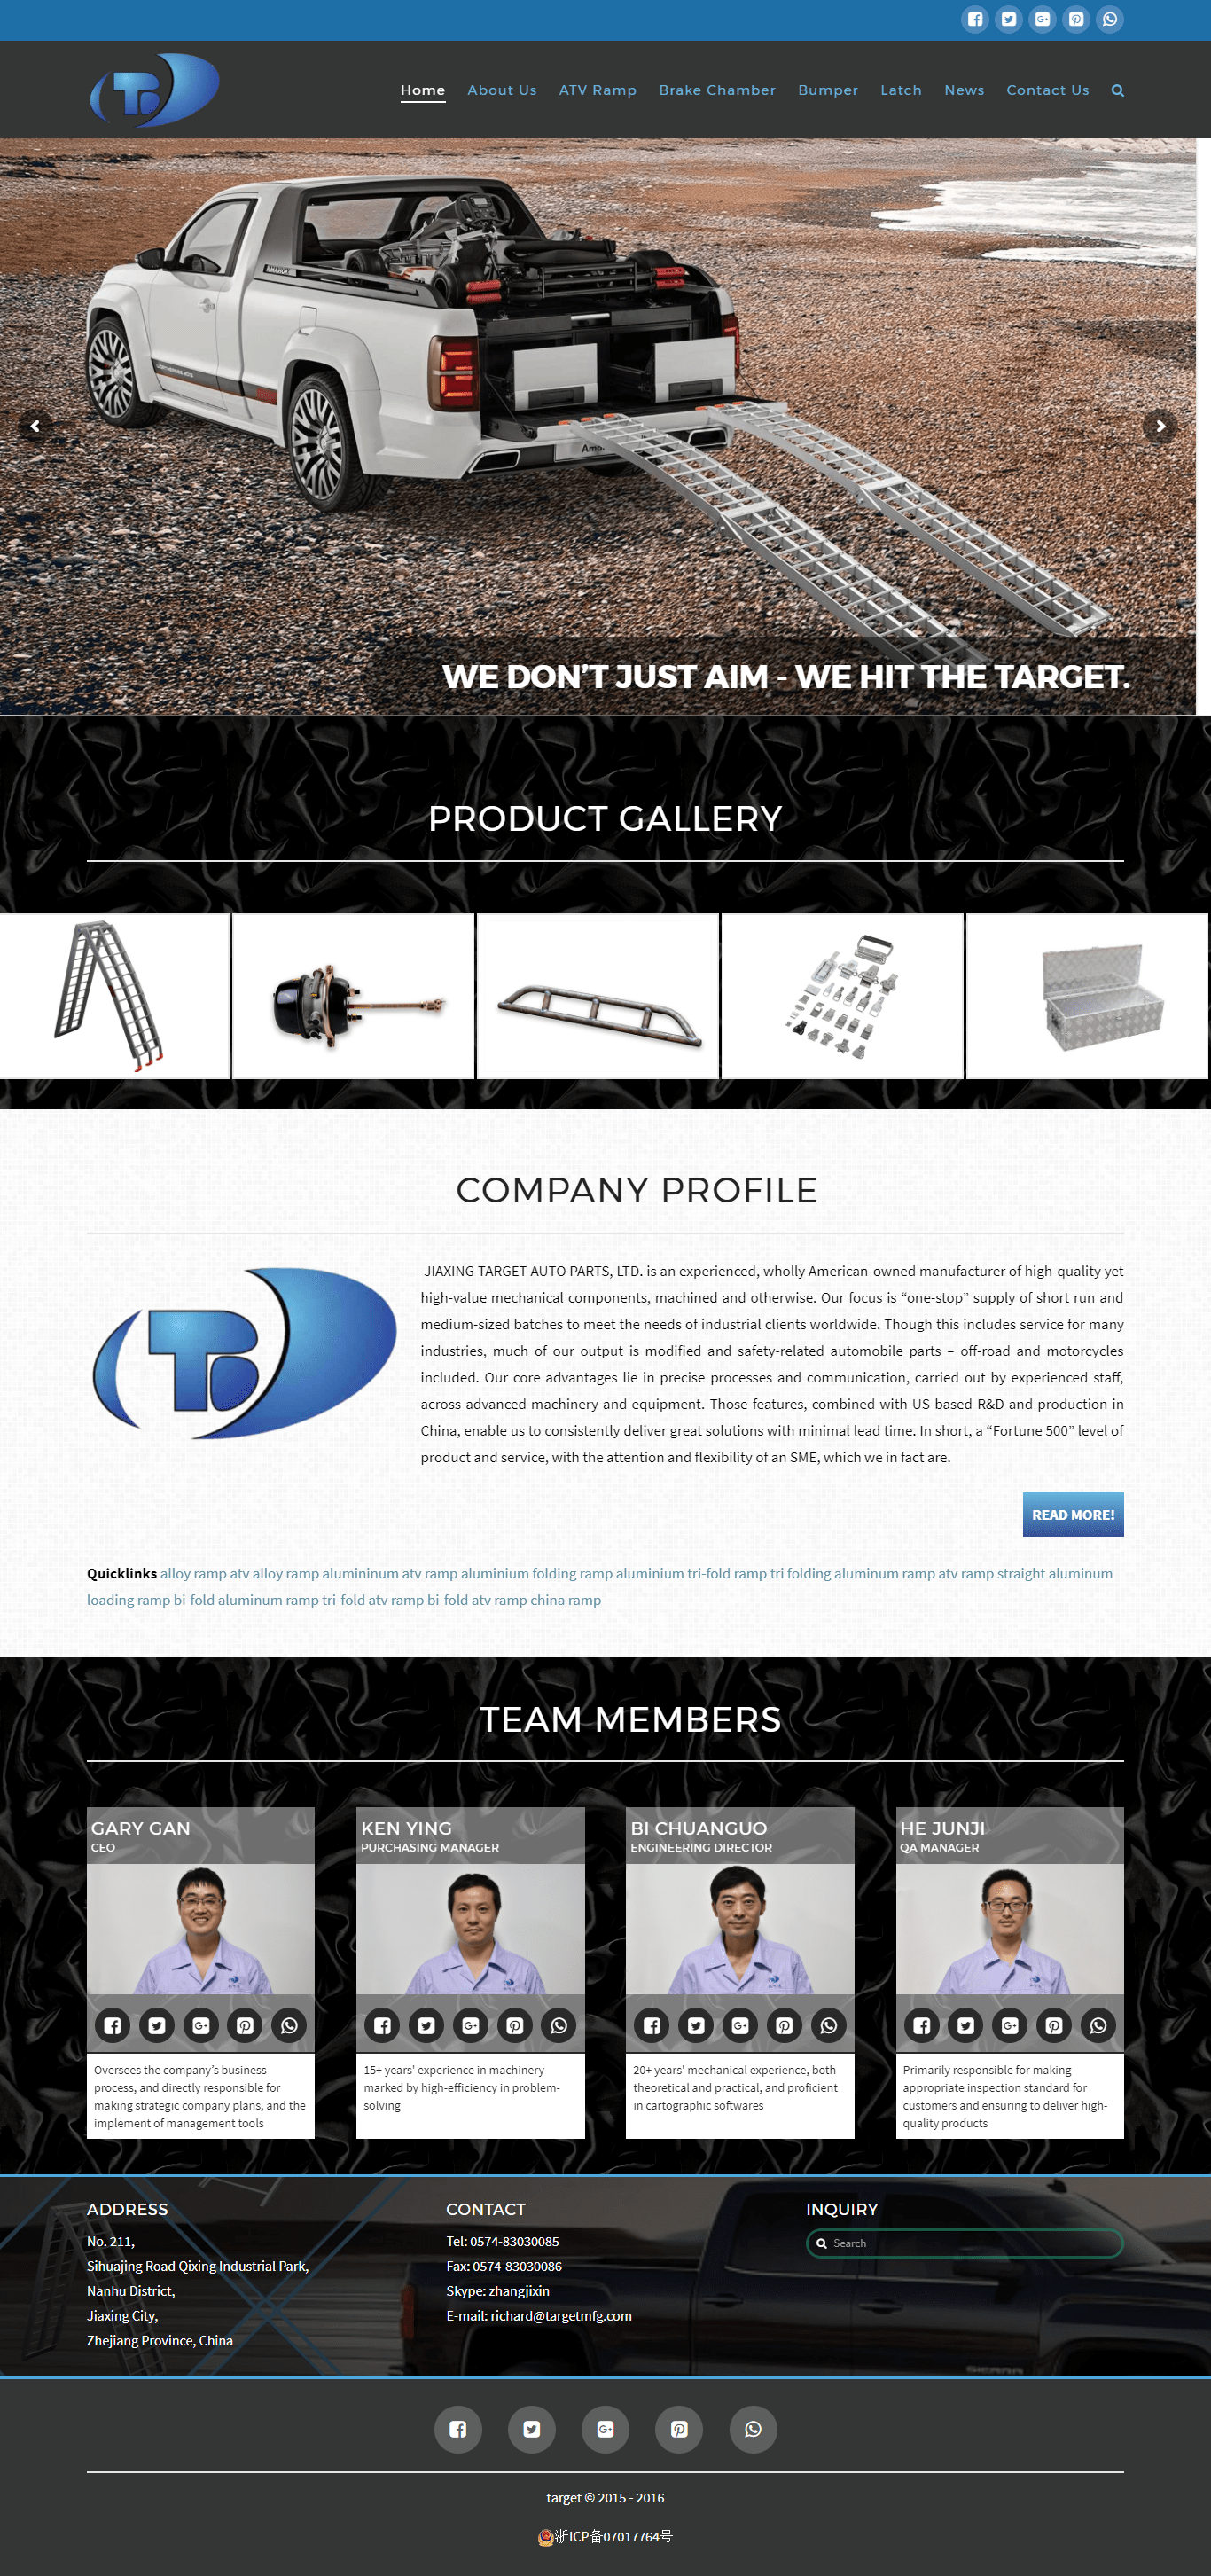 Home About Us ATV Ramp Brake Chamber Bumper Latch News Contact Us
WE DON’T JUST AIM - WE HIT THE TARGET.
PRODUCT GALLERY
COMPANY PROFILE
JIAXING TARGET AUTO PARTS, LTD. is an experienced, wholly American-owned manufacturer of high-quality yet
high-value mechanical components, machined and otherwise. Our focus is “one-stop” supply of short run and
medium-sized batches to meet the needs of industrial clients worldwide. Though this includes service for many
industries, much of our output is modified and safety-related automobile parts – off-road and motorcycles
included. Our core advantages lie in precise processes and communication, carried out by experienced staff,
across advanced machinery and equipment. Those features, combined with US-based R&D and production in
China, enable us to consistently deliver great solutions with minimal lead time. In short, a “Fortune 500” level of
product and service, with the attention and flexibility of an SME, which we in fact are.
READ MORE!
Quicklinks alloy ramp atv alloy ramp alumininum atv ramp aluminium folding ramp aluminium tri-fold ramp tri folding aluminum ramp atv ramp straight aluminum
loading ramp bi-fold aluminum ramp tri-fold atv ramp bi-fold atv ramp china ramp
TEAM MEMBERS
GARY GAN
CEO
Oversees the company’s business
process, and directly responsible for
making strategic company plans, and the
implement of management tools
KEN YING
PURCHASING MANAGER
15+ years' experience in machinery
marked by high-efficiency in problem-
solving
BI CHUANGUO
ENGINEERING DIRECTOR
20+ years' mechanical experience, both
theoretical and practical, and proficient
in cartographic softwares
HE JUNJI
QA MANAGER
Primarily responsible for making
appropriate inspection standard for
customers and ensuring to deliver high-
quality products
ADDRESS
No. 211,
Sihuajing Road Qixing Industrial Park,
Nanhu District,
Jiaxing City,
Zhejiang Province, China
CONTACT
Tel: 0574-83030085
Fax: 0574-83030086
Skype: zhangjixin
E-mail: richard@targetmfg.com
INQUIRY
Search
target © 2015 - 2016
浙ICP备07017764号